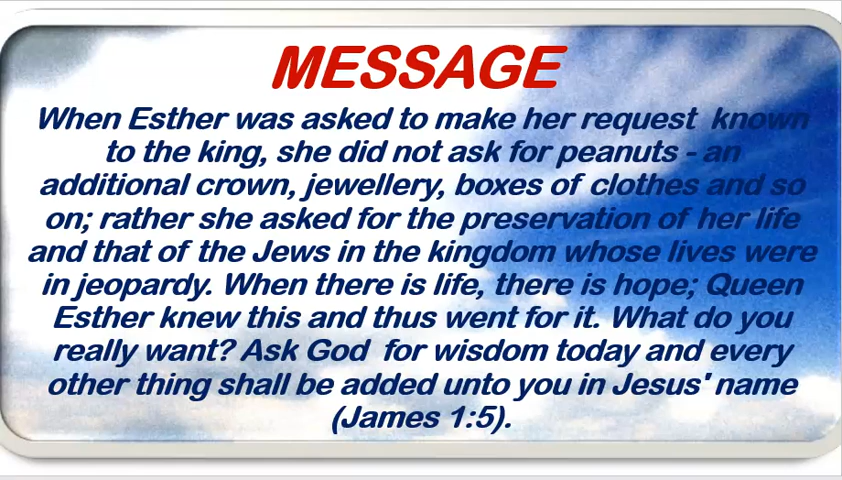 MESSAGE
When Esther was asked to make her request known
to the king, she did not ask for peanuts - an
additional crown, jewellery, boxes of clothes and so
on; rather she asked for the preservation of her life
and that of the Jews in the kingdom whose lives were
in jeopardy. When there is life, there is hope; Queen
Esther knew this and thus went for it. What do you
really want? Ask God for wisdom today and every
other thing shall be added unto you in Jesus' name
(James 1:5).